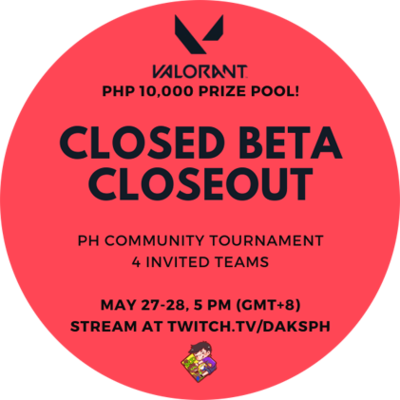 VALORANT
PHP 10,000 PRIZE POOL!
CLOSED BETA
CLOSEOUT
PH COMMUNITY TOURNAMENT
4 INVITED TEAMS
MAY 27-28, 5 PM (GMT+8)
STREAM AT TWITCH.TV/DAKSPH